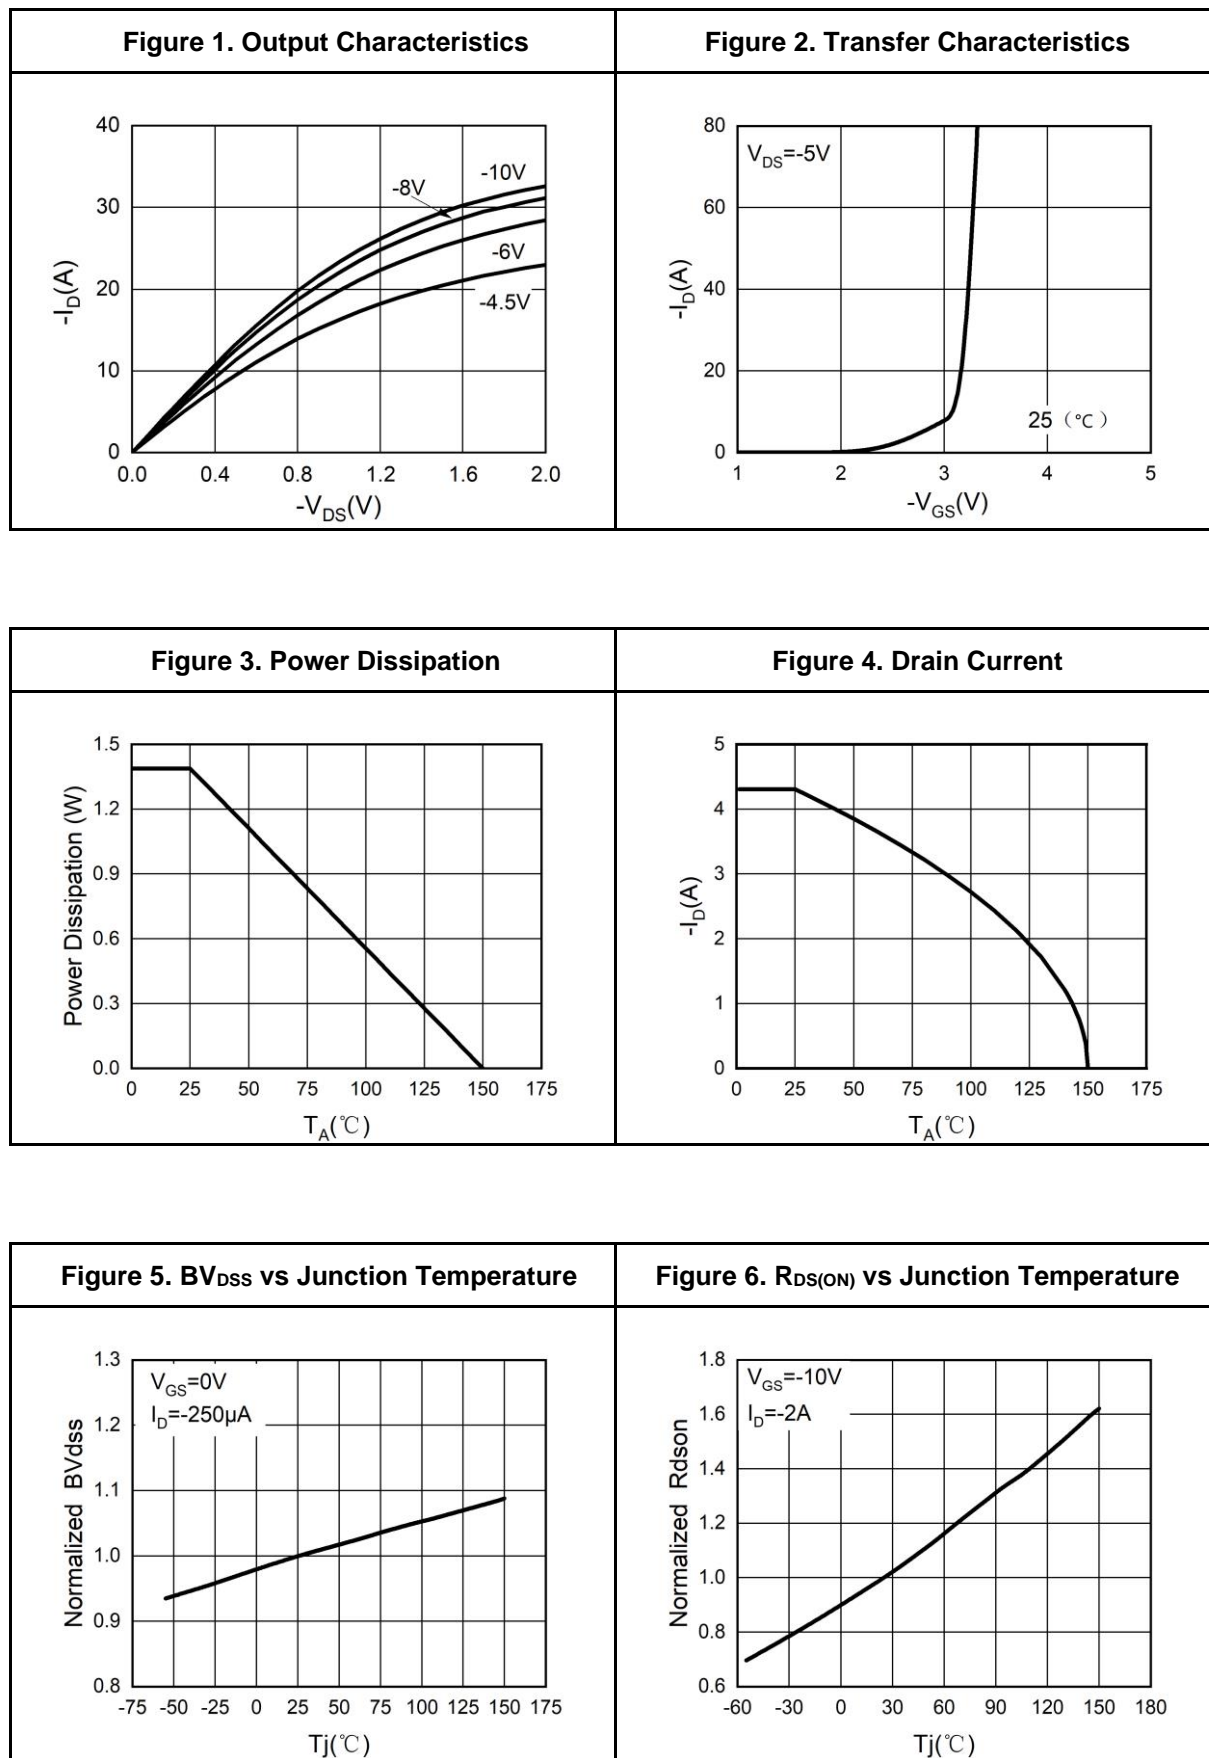 Figure 1. Output Characteristics
Figure 2. Transfer Characteristics
40
30
20
10
0
-I_D(A)
-10V
-8V
-6V
-4.5V
0.0 0.4 0.8 1.2 1.6 2.0
-V_DS(V)
80
60
40
20
0
-I_D(A)
V_DS=-5V
25（℃）
1 2 3 4 5
-V_GS(V)
Figure 3. Power Dissipation
Figure 4. Drain Current
1.5
1.2
0.9
0.6
0.3
0.0
Power Dissipation (W)
0 25 50 75 100 125 150 175
T_A(℃)
5
4
3
2
1
0
-I_D(A)
0 25 50 75 100 125 150 175
T_A(℃)
Figure 5. BV_DSS vs Junction Temperature
Figure 6. R_DS(ON) vs Junction Temperature
1.3
1.2
1.1
1.0
0.9
0.8
Normalized BVdss
V_GS=0V
I_D=-250μA
-75 -50 -25 0 25 50 75 100 125 150 175
Tj(℃)
1.8
1.6
1.4
1.2
1.0
0.8
0.6
Normalized Rdson
V_GS=-10V
I_D=-2A
-60 -30 0 30 60 90 120 150 180
Tj(℃)